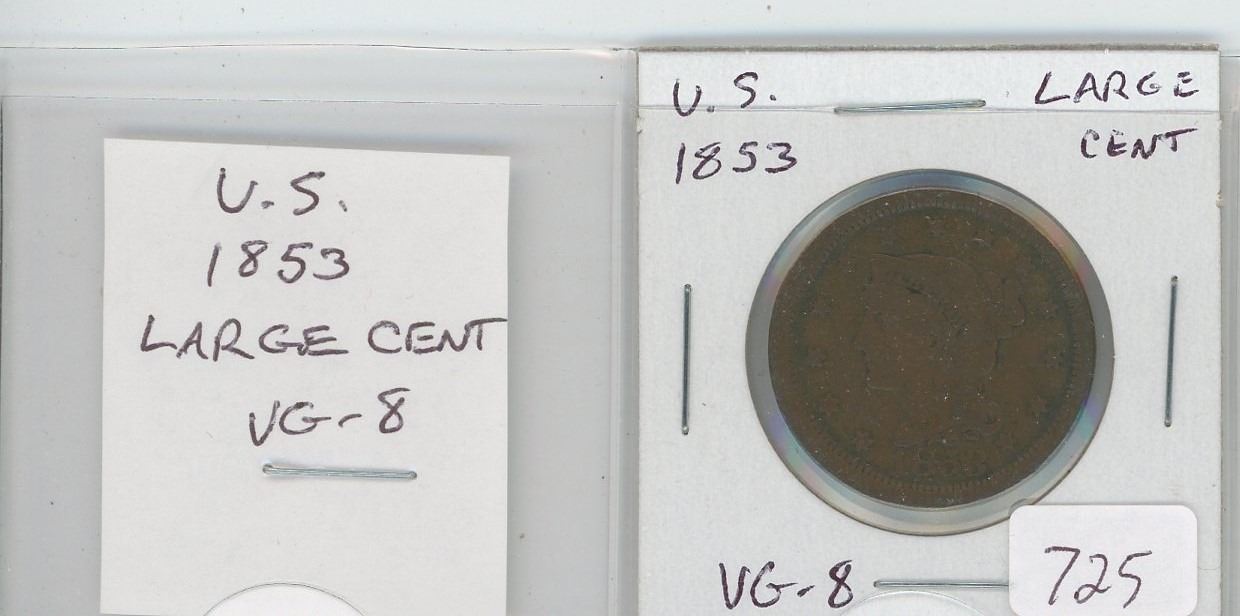 U.S.
1853
LARGE CENT
VG-8
U.S. LARGE
1853 CENT
VG-8
725